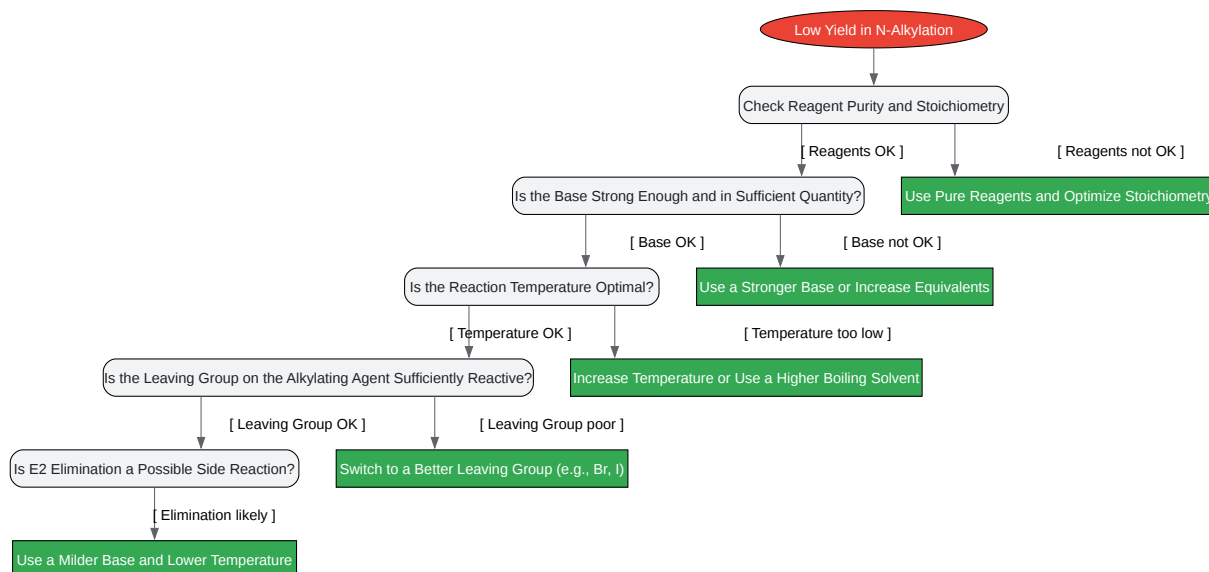 Low Yield in N-Alkylation
Check Reagent Purity and Stoichiometry
[ Reagents OK ]
[ Reagents not OK ]
Is the Base Strong Enough and in Sufficient Quantity?
Use Pure Reagents and Optimize Stoichiometry
[ Base OK ]
[ Base not OK ]
Is the Reaction Temperature Optimal?
Use a Stronger Base or Increase Equivalents
[ Temperature OK ]
[ Temperature too low ]
Is the Leaving Group on the Alkylating Agent Sufficiently Reactive?
Increase Temperature or Use a Higher Boiling Solvent
[ Leaving Group OK ]
[ Leaving Group poor ]
Is E2 Elimination a Possible Side Reaction?
Switch to a Better Leaving Group (e.g., Br, I)
[ Elimination likely ]
Use a Milder Base and Lower Temperature